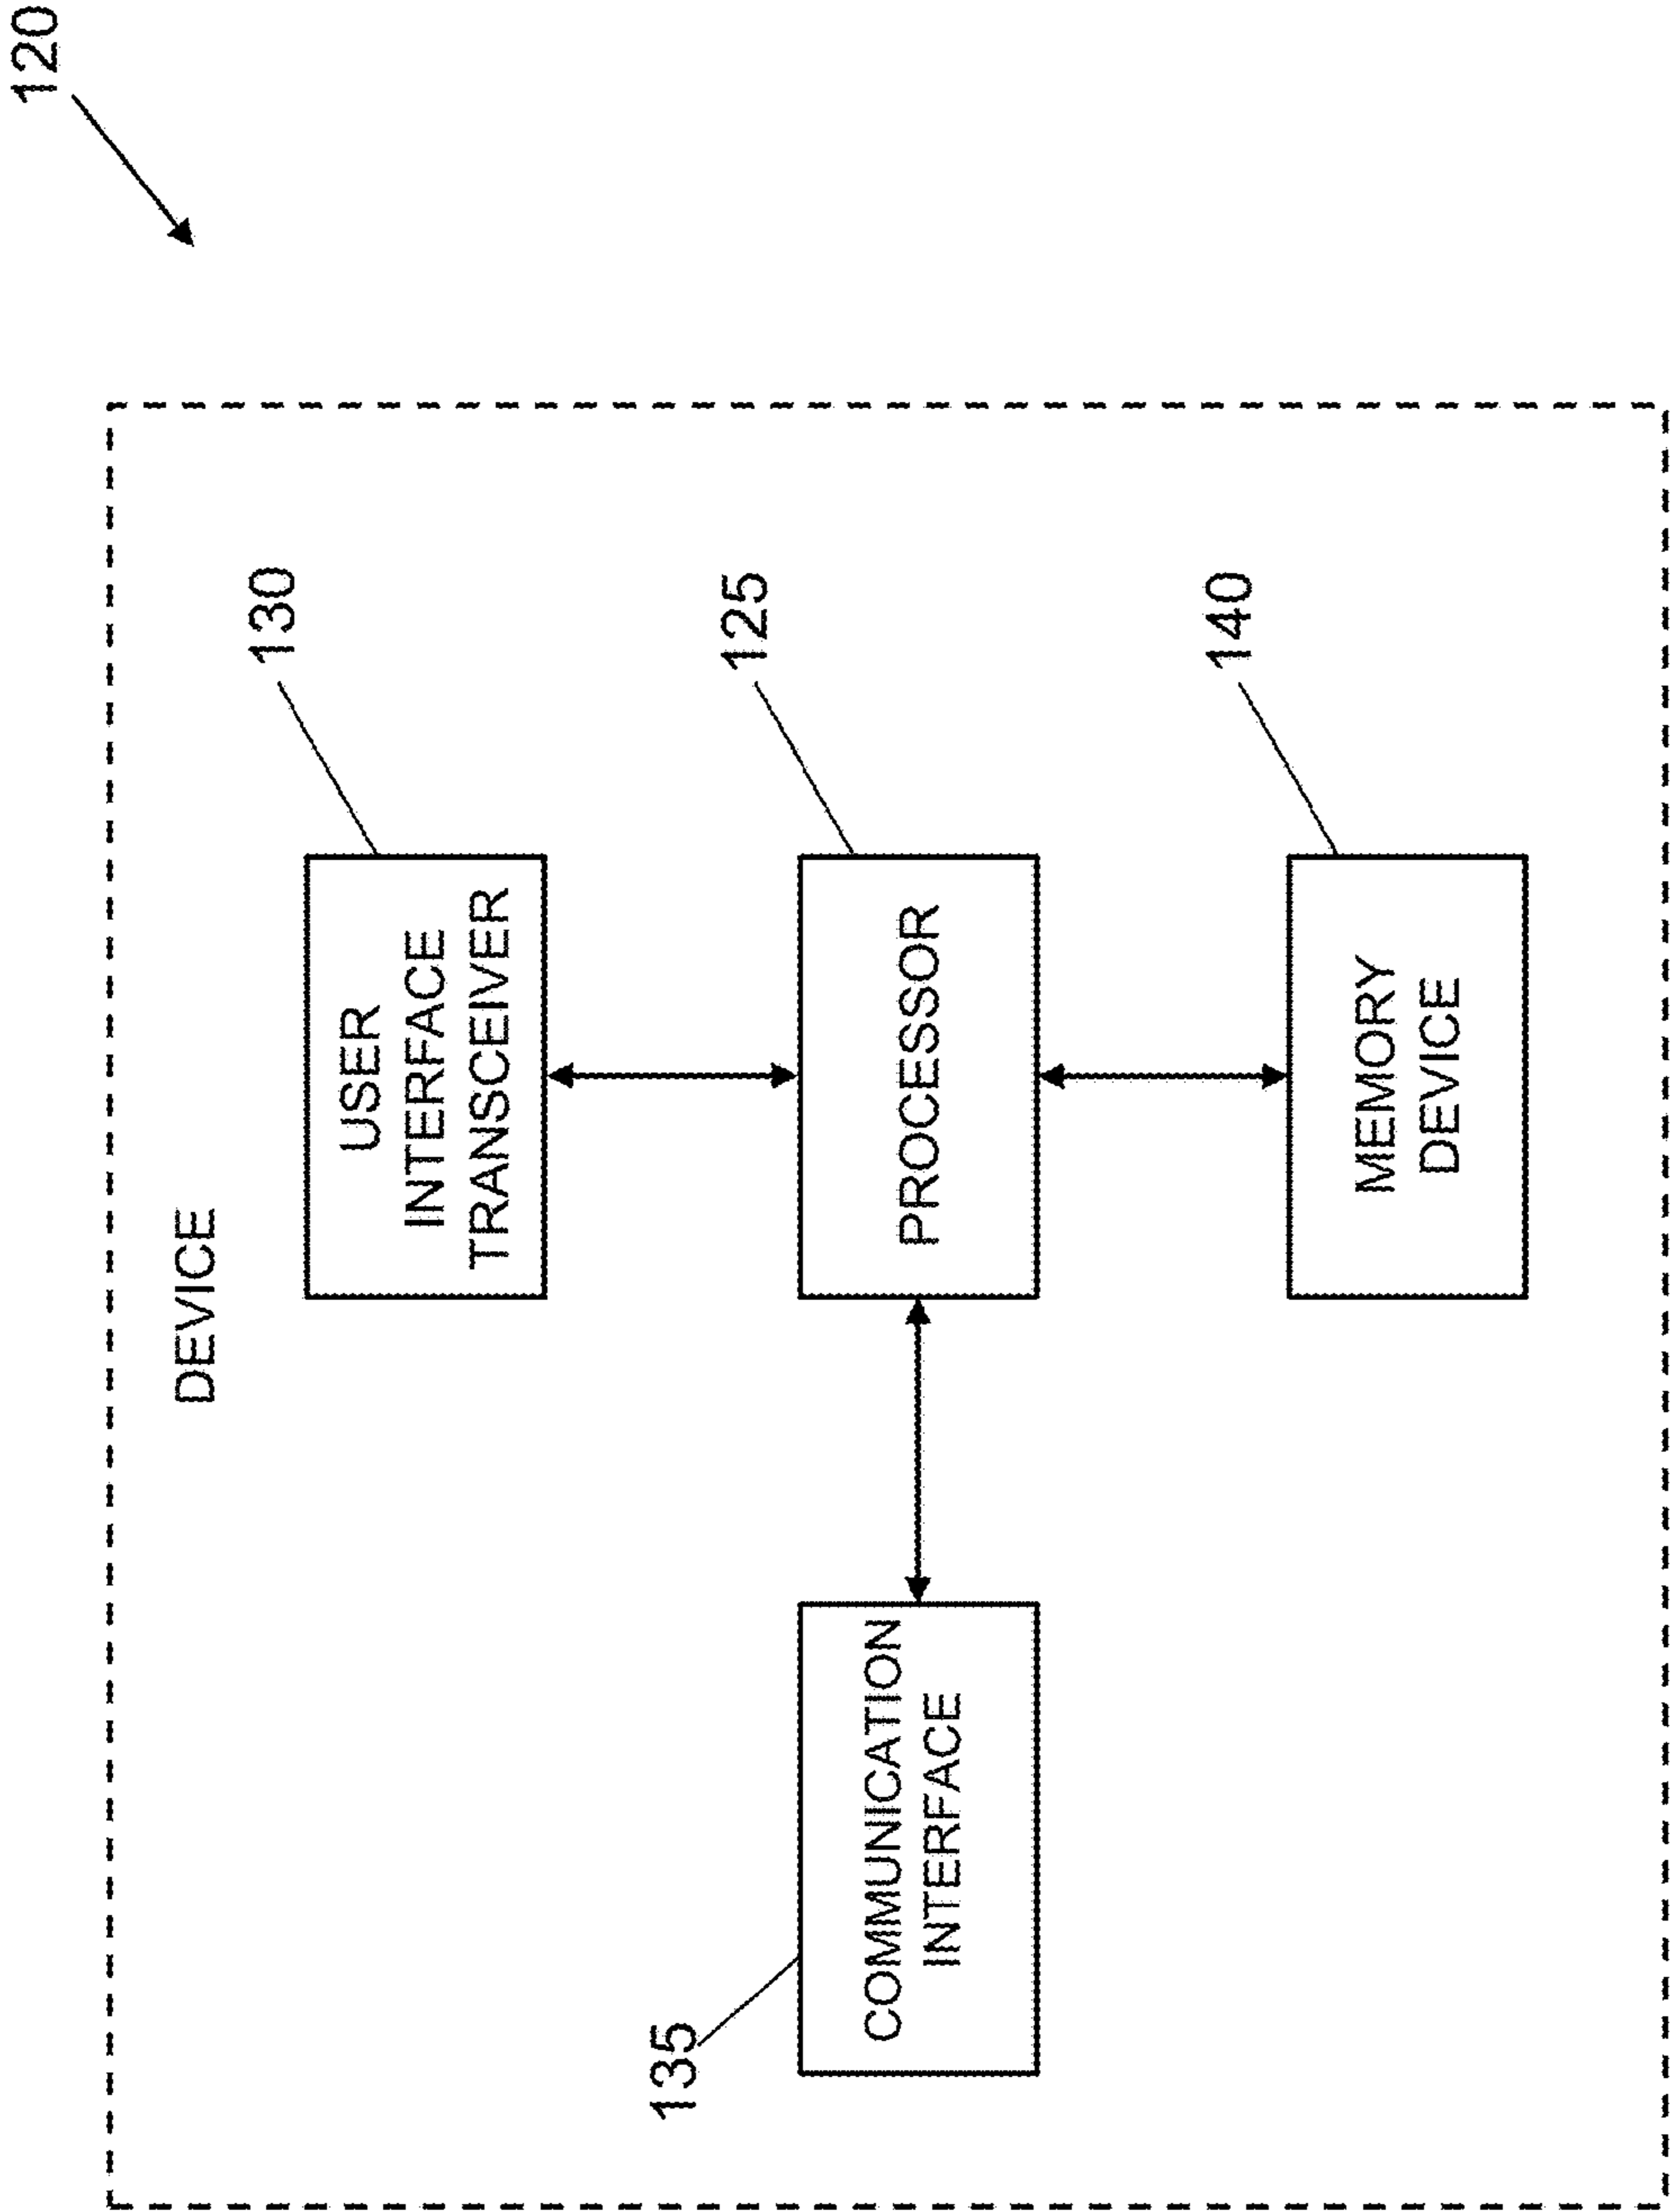 120
DEVICE
130
USER
INTERFACE
TRANSCEIVER
125
PROCESSOR
135
COMMUNICATION
INTERFACE
140
MEMORY
DEVICE